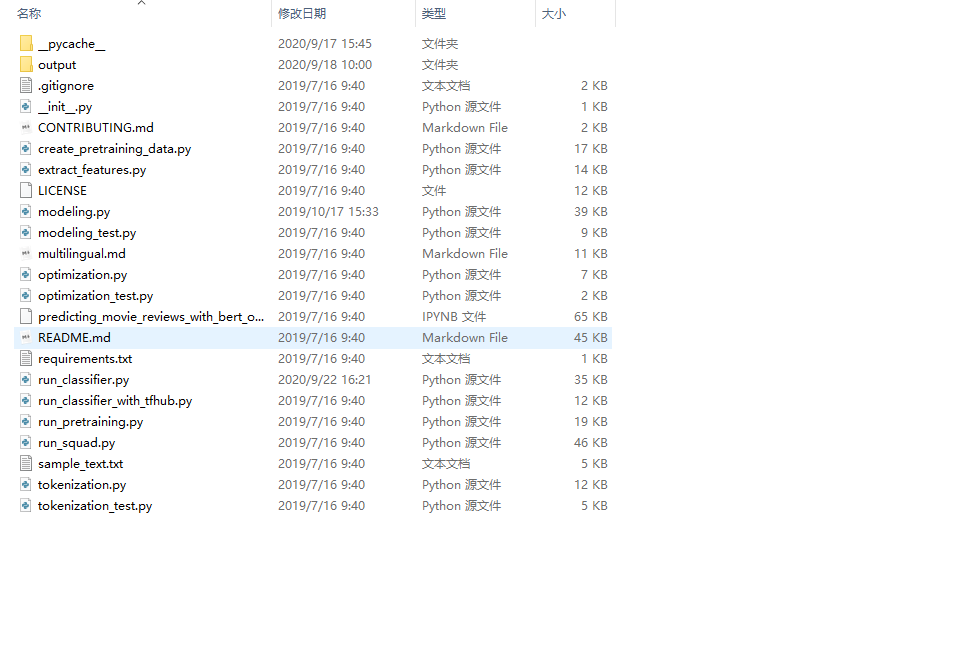 名称 修改日期 类型 大小
__pycache__ 2020/9/17 15:45 文件夹
output 2020/9/18 10:00 文件夹
.gitignore 2019/7/16 9:40 文本文档 2 KB
__init__.py 2019/7/16 9:40 Python 源文件 1 KB
CONTRIBUTING.md 2019/7/16 9:40 Markdown File 2 KB
create_pretraining_data.py 2019/7/16 9:40 Python 源文件 17 KB
extract_features.py 2019/7/16 9:40 Python 源文件 14 KB
LICENSE 2019/7/16 9:40 文件 12 KB
modeling.py 2019/10/17 15:33 Python 源文件 39 KB
modeling_test.py 2019/7/16 9:40 Python 源文件 9 KB
multilingual.md 2019/7/16 9:40 Markdown File 11 KB
optimization.py 2019/7/16 9:40 Python 源文件 7 KB
optimization_test.py 2019/7/16 9:40 Python 源文件 2 KB
predicting_movie_reviews_with_bert_o... 2019/7/16 9:40 IPYNB 文件 65 KB
README.md 2019/7/16 9:40 Markdown File 45 KB
requirements.txt 2019/7/16 9:40 文本文档 1 KB
run_classifier.py 2020/9/22 16:21 Python 源文件 35 KB
run_classifier_with_tfhub.py 2019/7/16 9:40 Python 源文件 12 KB
run_pretraining.py 2019/7/16 9:40 Python 源文件 19 KB
run_squad.py 2019/7/16 9:40 Python 源文件 46 KB
sample_text.txt 2019/7/16 9:40 文本文档 5 KB
tokenization.py 2019/7/16 9:40 Python 源文件 12 KB
tokenization_test.py 2019/7/16 9:40 Python 源文件 5 KB